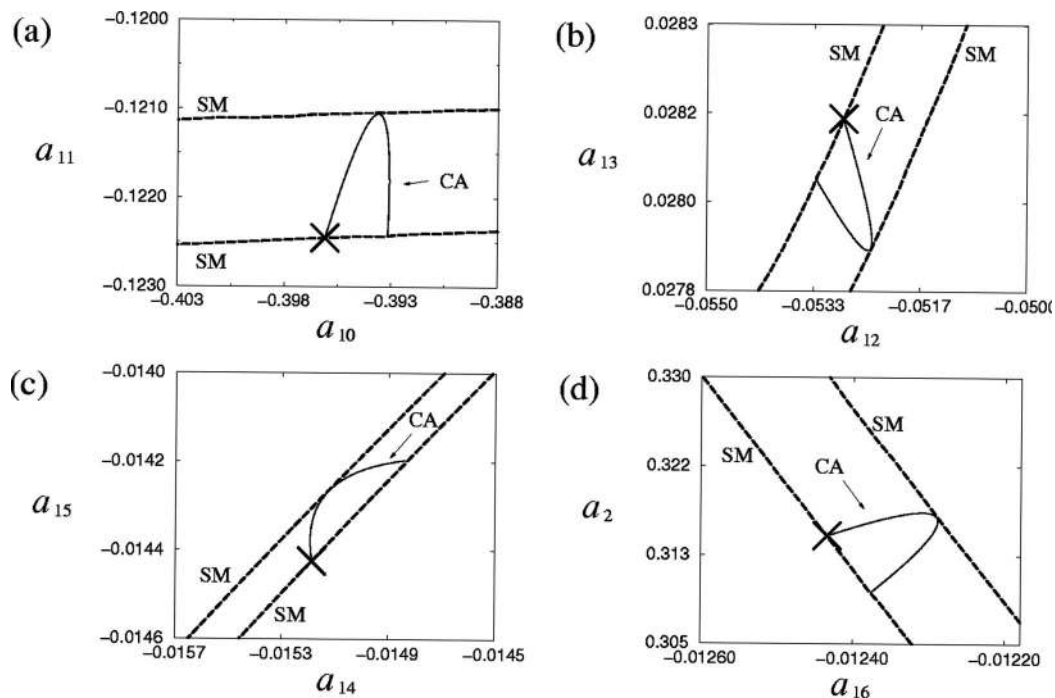 (a)
−0.1200
−0.1210
−0.1220
−0.1230
a₁₁
SM
CA
SM
−0.403
−0.398
−0.393
−0.388
a₁₀
(b)
0.0283
0.0282
0.0280
0.0278
a₁₃
SM
SM
CA
−0.0550
−0.0533
−0.0517
−0.0500
a₁₂
(c)
−0.0140
−0.0142
−0.0144
−0.0146
a₁₅
CA
SM
SM
−0.0157
−0.0153
−0.0149
−0.0145
a₁₄
(d)
0.330
0.322
0.313
0.305
a₂
SM
SM
CA
−0.01260
−0.01240
−0.01220
a₁₆